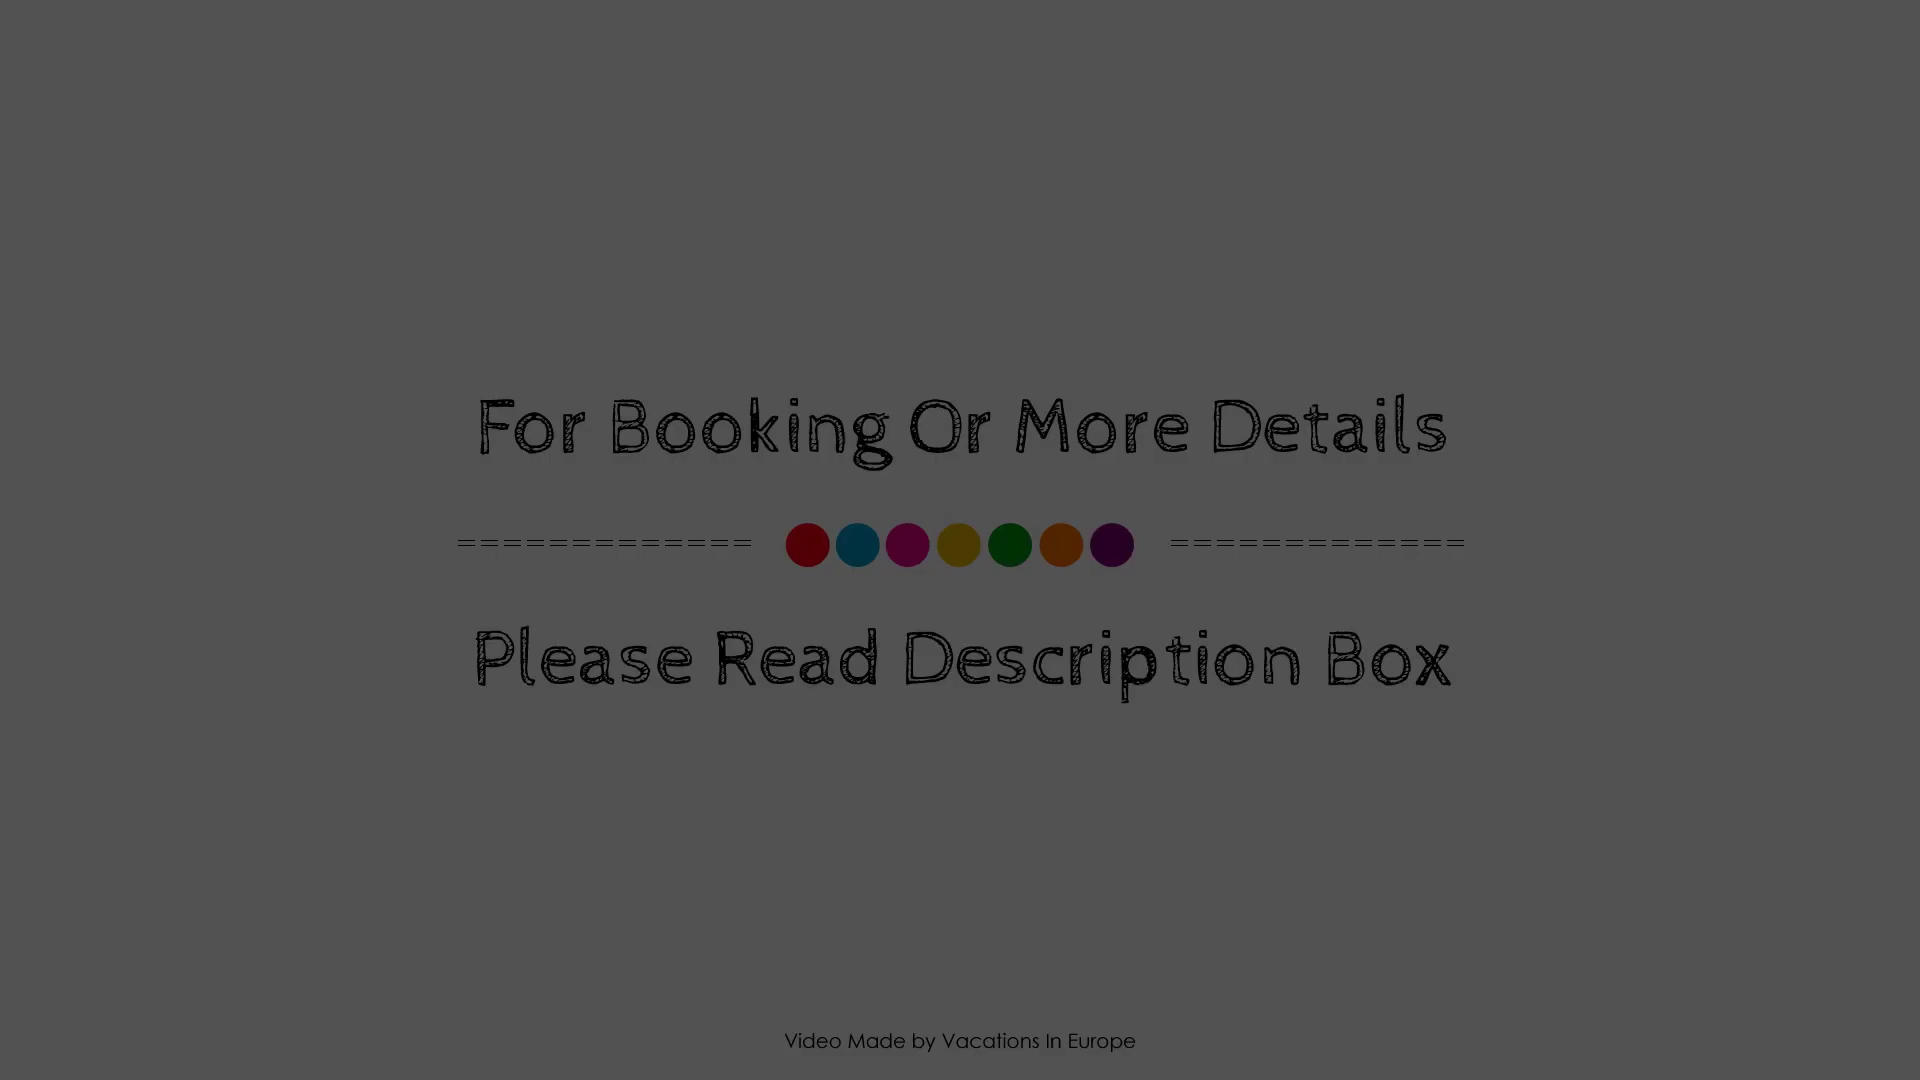 For Booking Or More Details
============= =============
Please Read Description Box
Video Made by Vacations In Europe